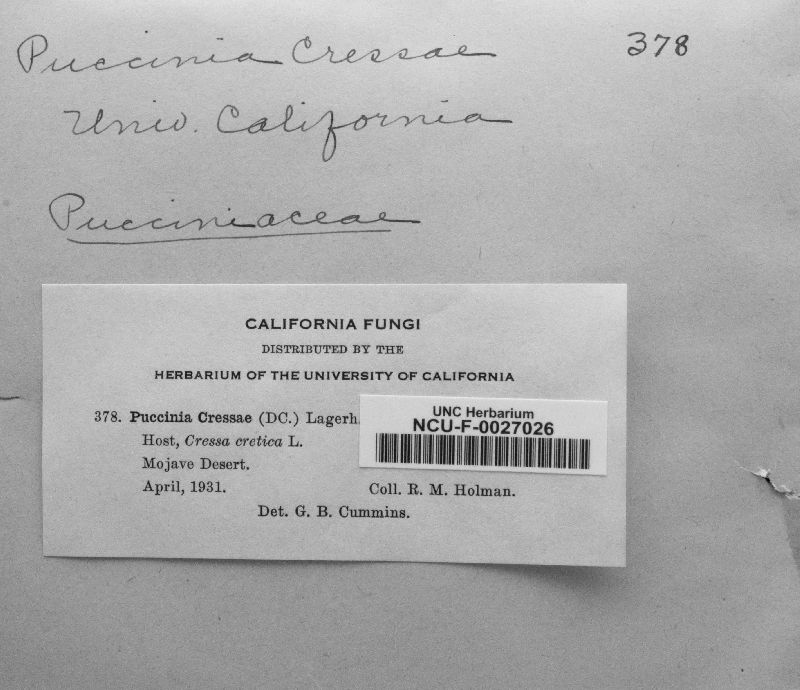 Puccinia Cressae 378
Univ. California
Pucciniaceae
CALIFORNIA FUNGI
DISTRIBUTED BY THE
HERBARIUM OF THE UNIVERSITY OF CALIFORNIA
378. Puccinia Cressae (DC.) Lagerh.
Host, Cressa cretica L.
Mojave Desert.
April, 1931. Coll. R. M. Holman.
Det. G. B. Cummins.
UNC Herbarium
NCU-F-0027026